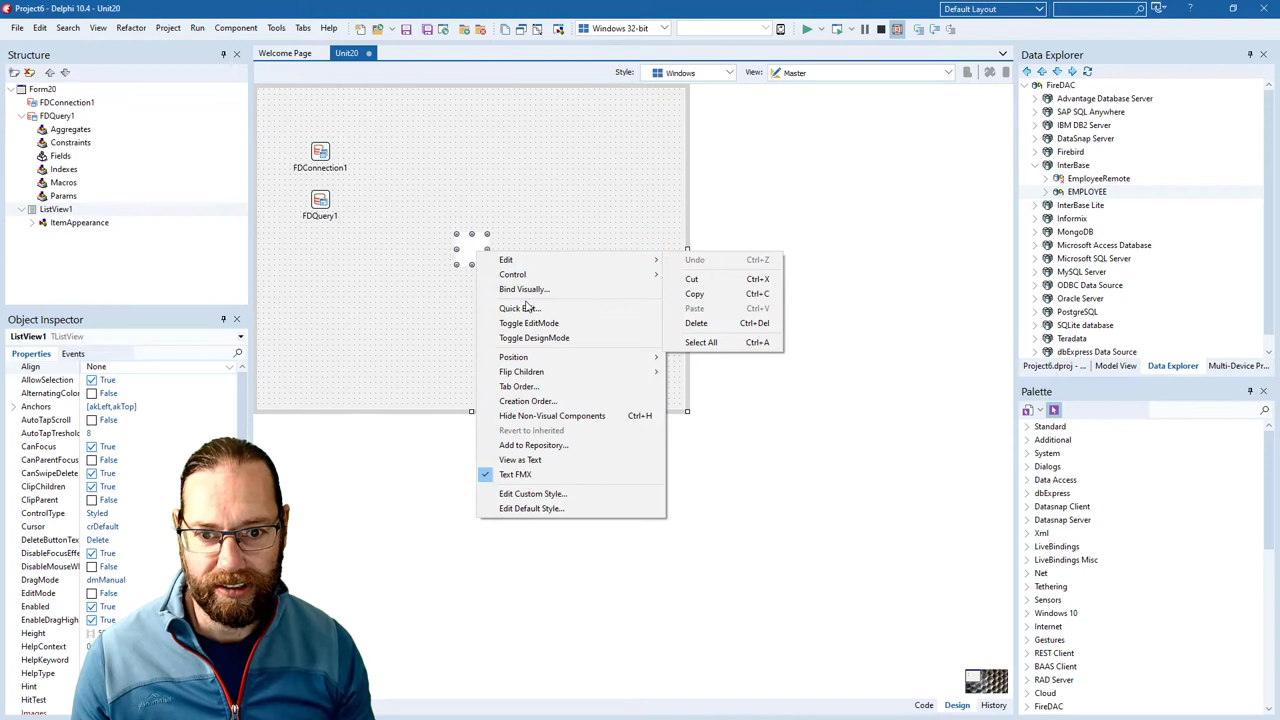 Project6 - Delphi 10.4 - Unit20
Default Layout
File Edit Search View Refactor Project Run Component Tools Tabs Help
Windows 32-bit
Structure
Form20
FDConnection1
FDQuery1
Aggregates
Constraints
Fields
Indexes
Macros
Params
ListView1
ItemAppearance
Object Inspector
ListView1 TListView
Properties Events
Align None
AllowSelection True
AlternatingColor False
Anchors [akLeft,akTop]
AutoTapScroll False
AutoTapTreshold 8
CanFocus True
CanParentFocus False
CanSwipeDelete True
ClipChildren True
ClipParent False
ControlType Styled
Cursor crDefault
DeleteButtonText Delete
DisableFocusEffe True
DisableMouseWh False
DragMode dmManual
EditMode False
Enabled True
EnableDragHigh True
Height
HelpContext
HelpKeyword
HelpType
Hint
HitTest
Welcome Page
Unit20
Style: Windows
View: Master
FDConnection1
FDQuery1
Edit
Control
Bind Visually...
Toggle EditMode
Toggle DesignMode
Position
Flip Children
Tab Order...
Creation Order...
Hide Non-Visual Components Ctrl+H
Revert to Inherited
Add to Repository...
View as Text
Text FMX
Edit Custom Style...
Edit Default Style...
Undo Ctrl+Z
Cut Ctrl+X
Copy Ctrl+C
Paste Ctrl+V
Delete Ctrl+Del
Select All Ctrl+A
Code Design History
Data Explorer
FireDAC
Advantage Database Server
SAP SQL Anywhere
IBM DB2 Server
DataSnap Server
Firebird
InterBase
EmployeeRemote
EMPLOYEE
InterBase Lite
Informix
MongoDB
Microsoft Access Database
Microsoft SQL Server
MySQL Server
ODBC Data Source
Oracle Server
PostgreSQL
SQLite database
dbExpress Data Source
Project6.dproj - ... Model View Data Explorer Multi-Device Pr...
Palette
Standard
Additional
System
Dialogs
Data Access
dbExpress
Datasnap Client
Datasnap Server
Xml
LiveBindings
LiveBindings Misc
Net
Tethering
Sensors
Windows 10
Internet
Gestures
REST Client
BAAS Client
RAD Server
Cloud
FireDAC